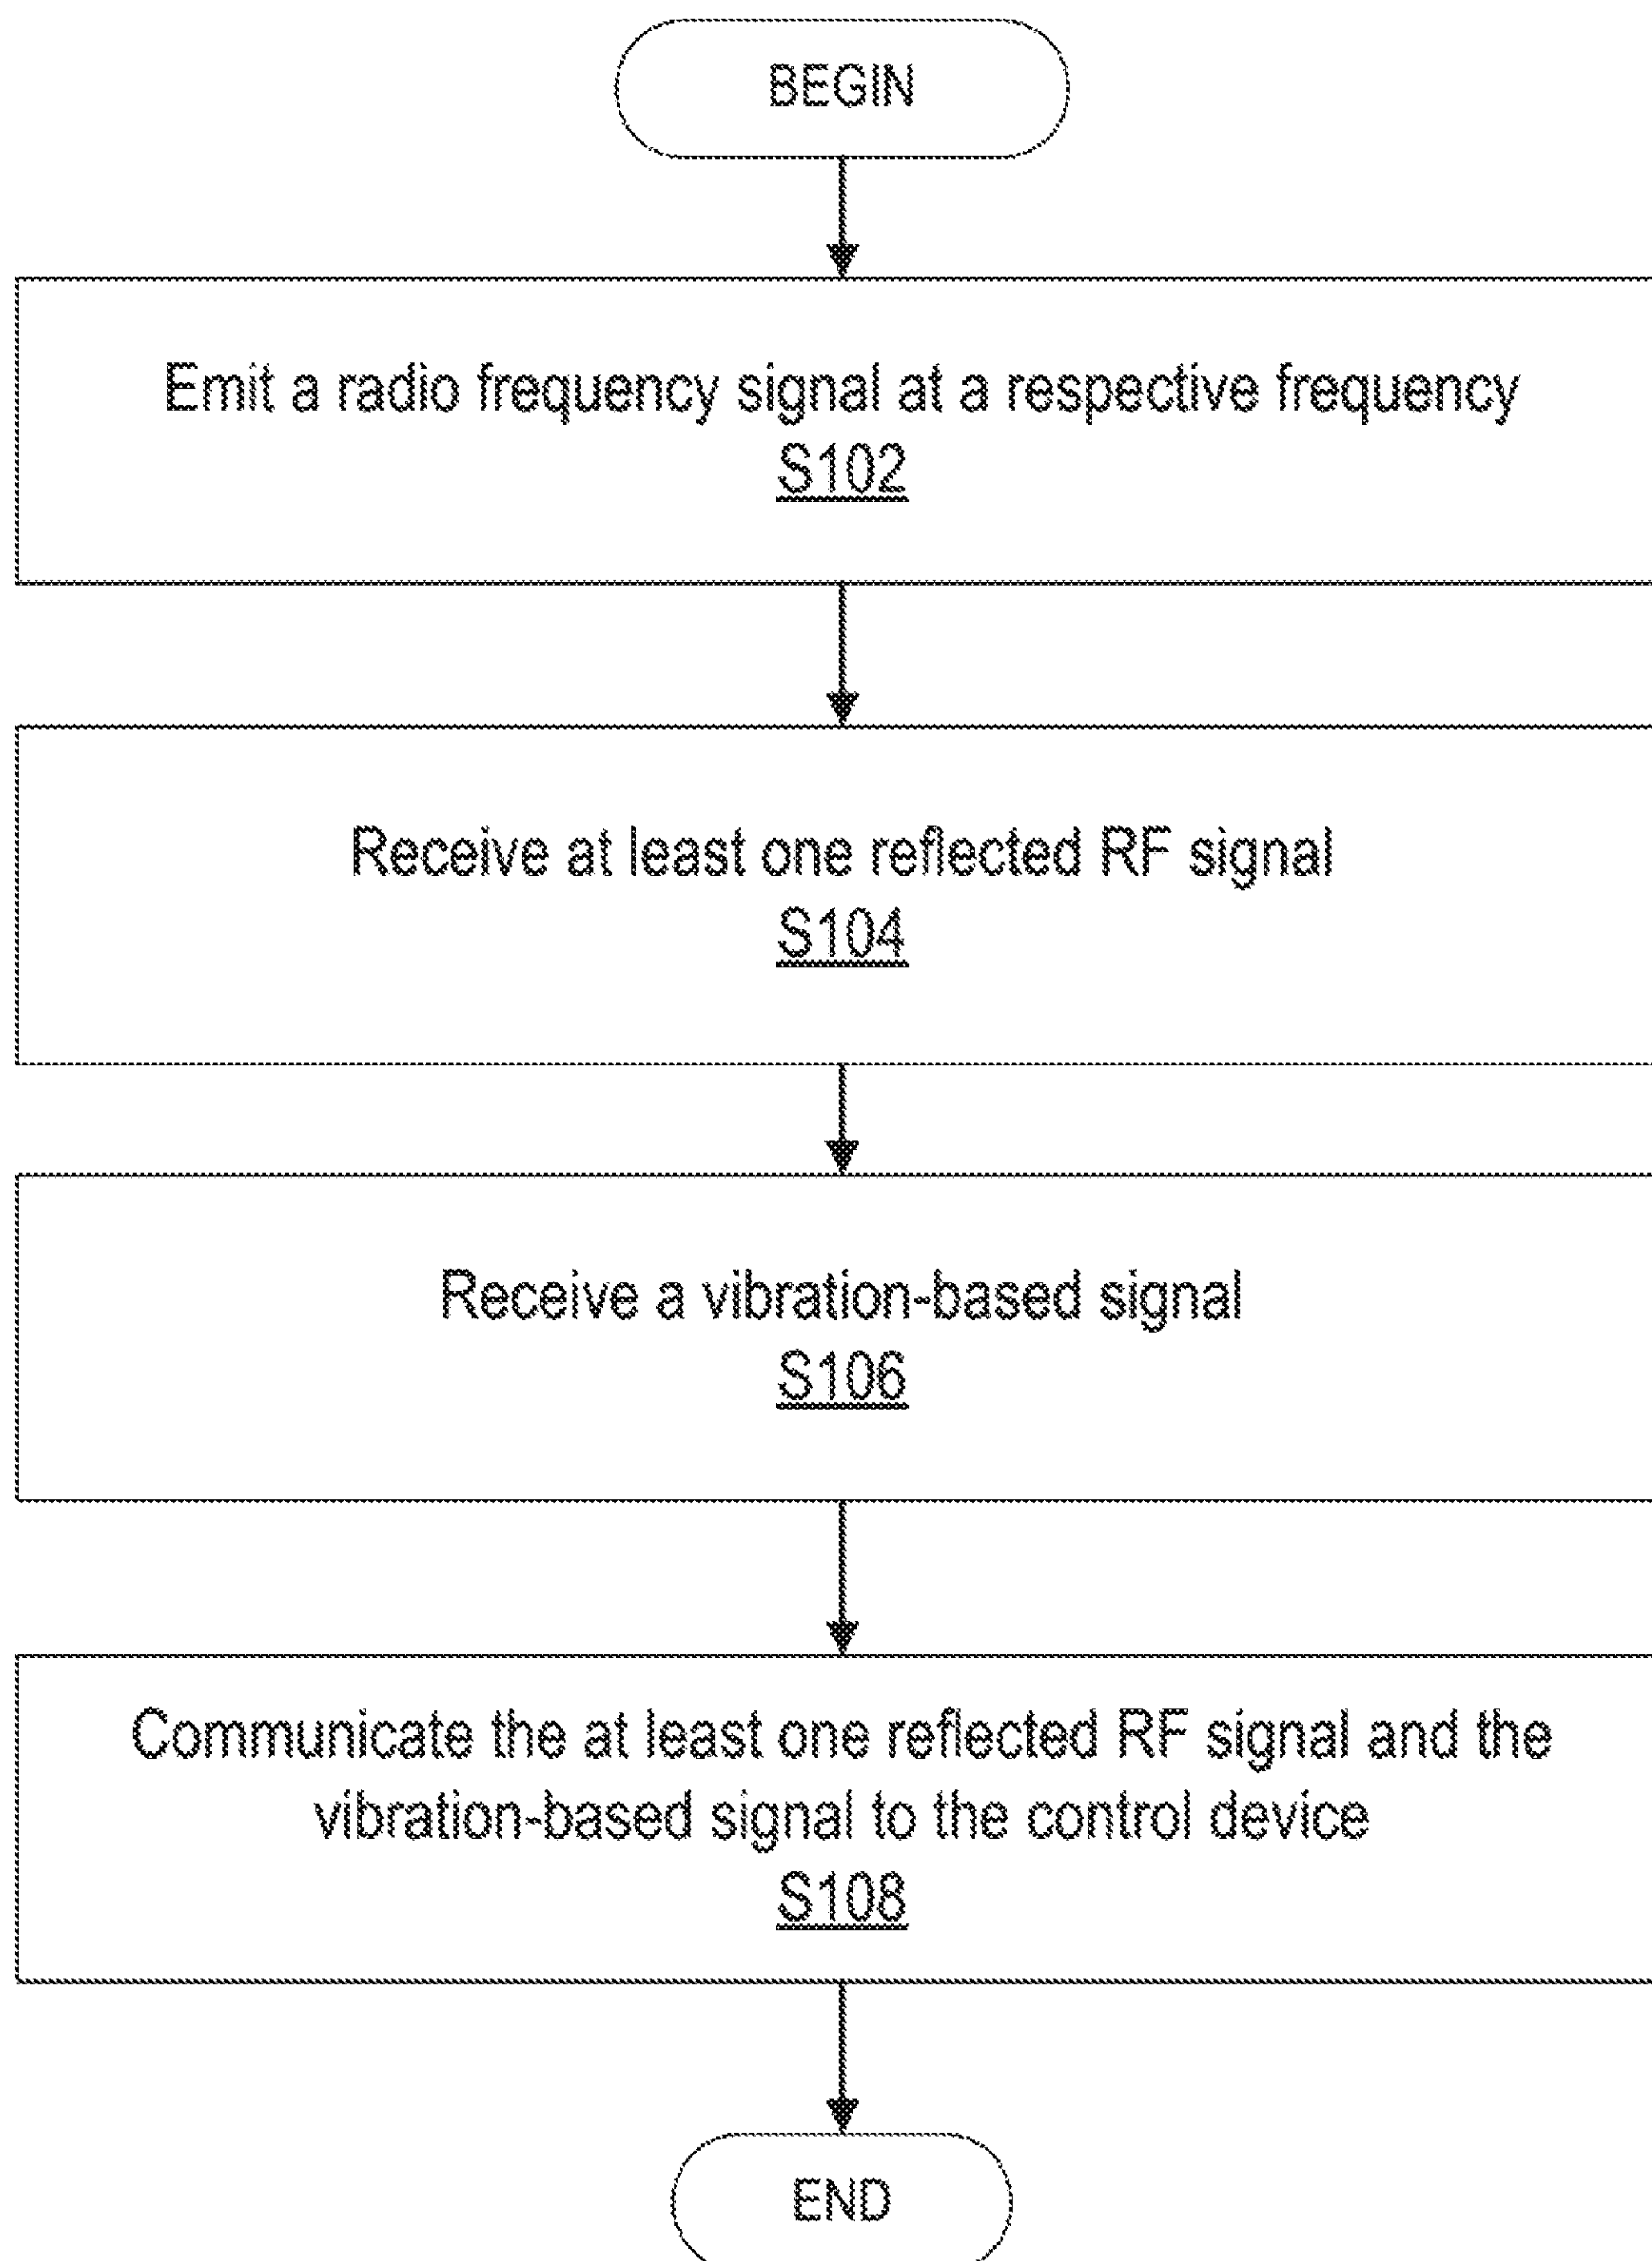 BEGIN
Emit a radio frequency signal at a respective frequency
S102
Receive at least one reflected RF signal
S104
Receive a vibration-based signal
S106
Communicate the at least one reflected RF signal and the
vibration-based signal to the control device
S108
END